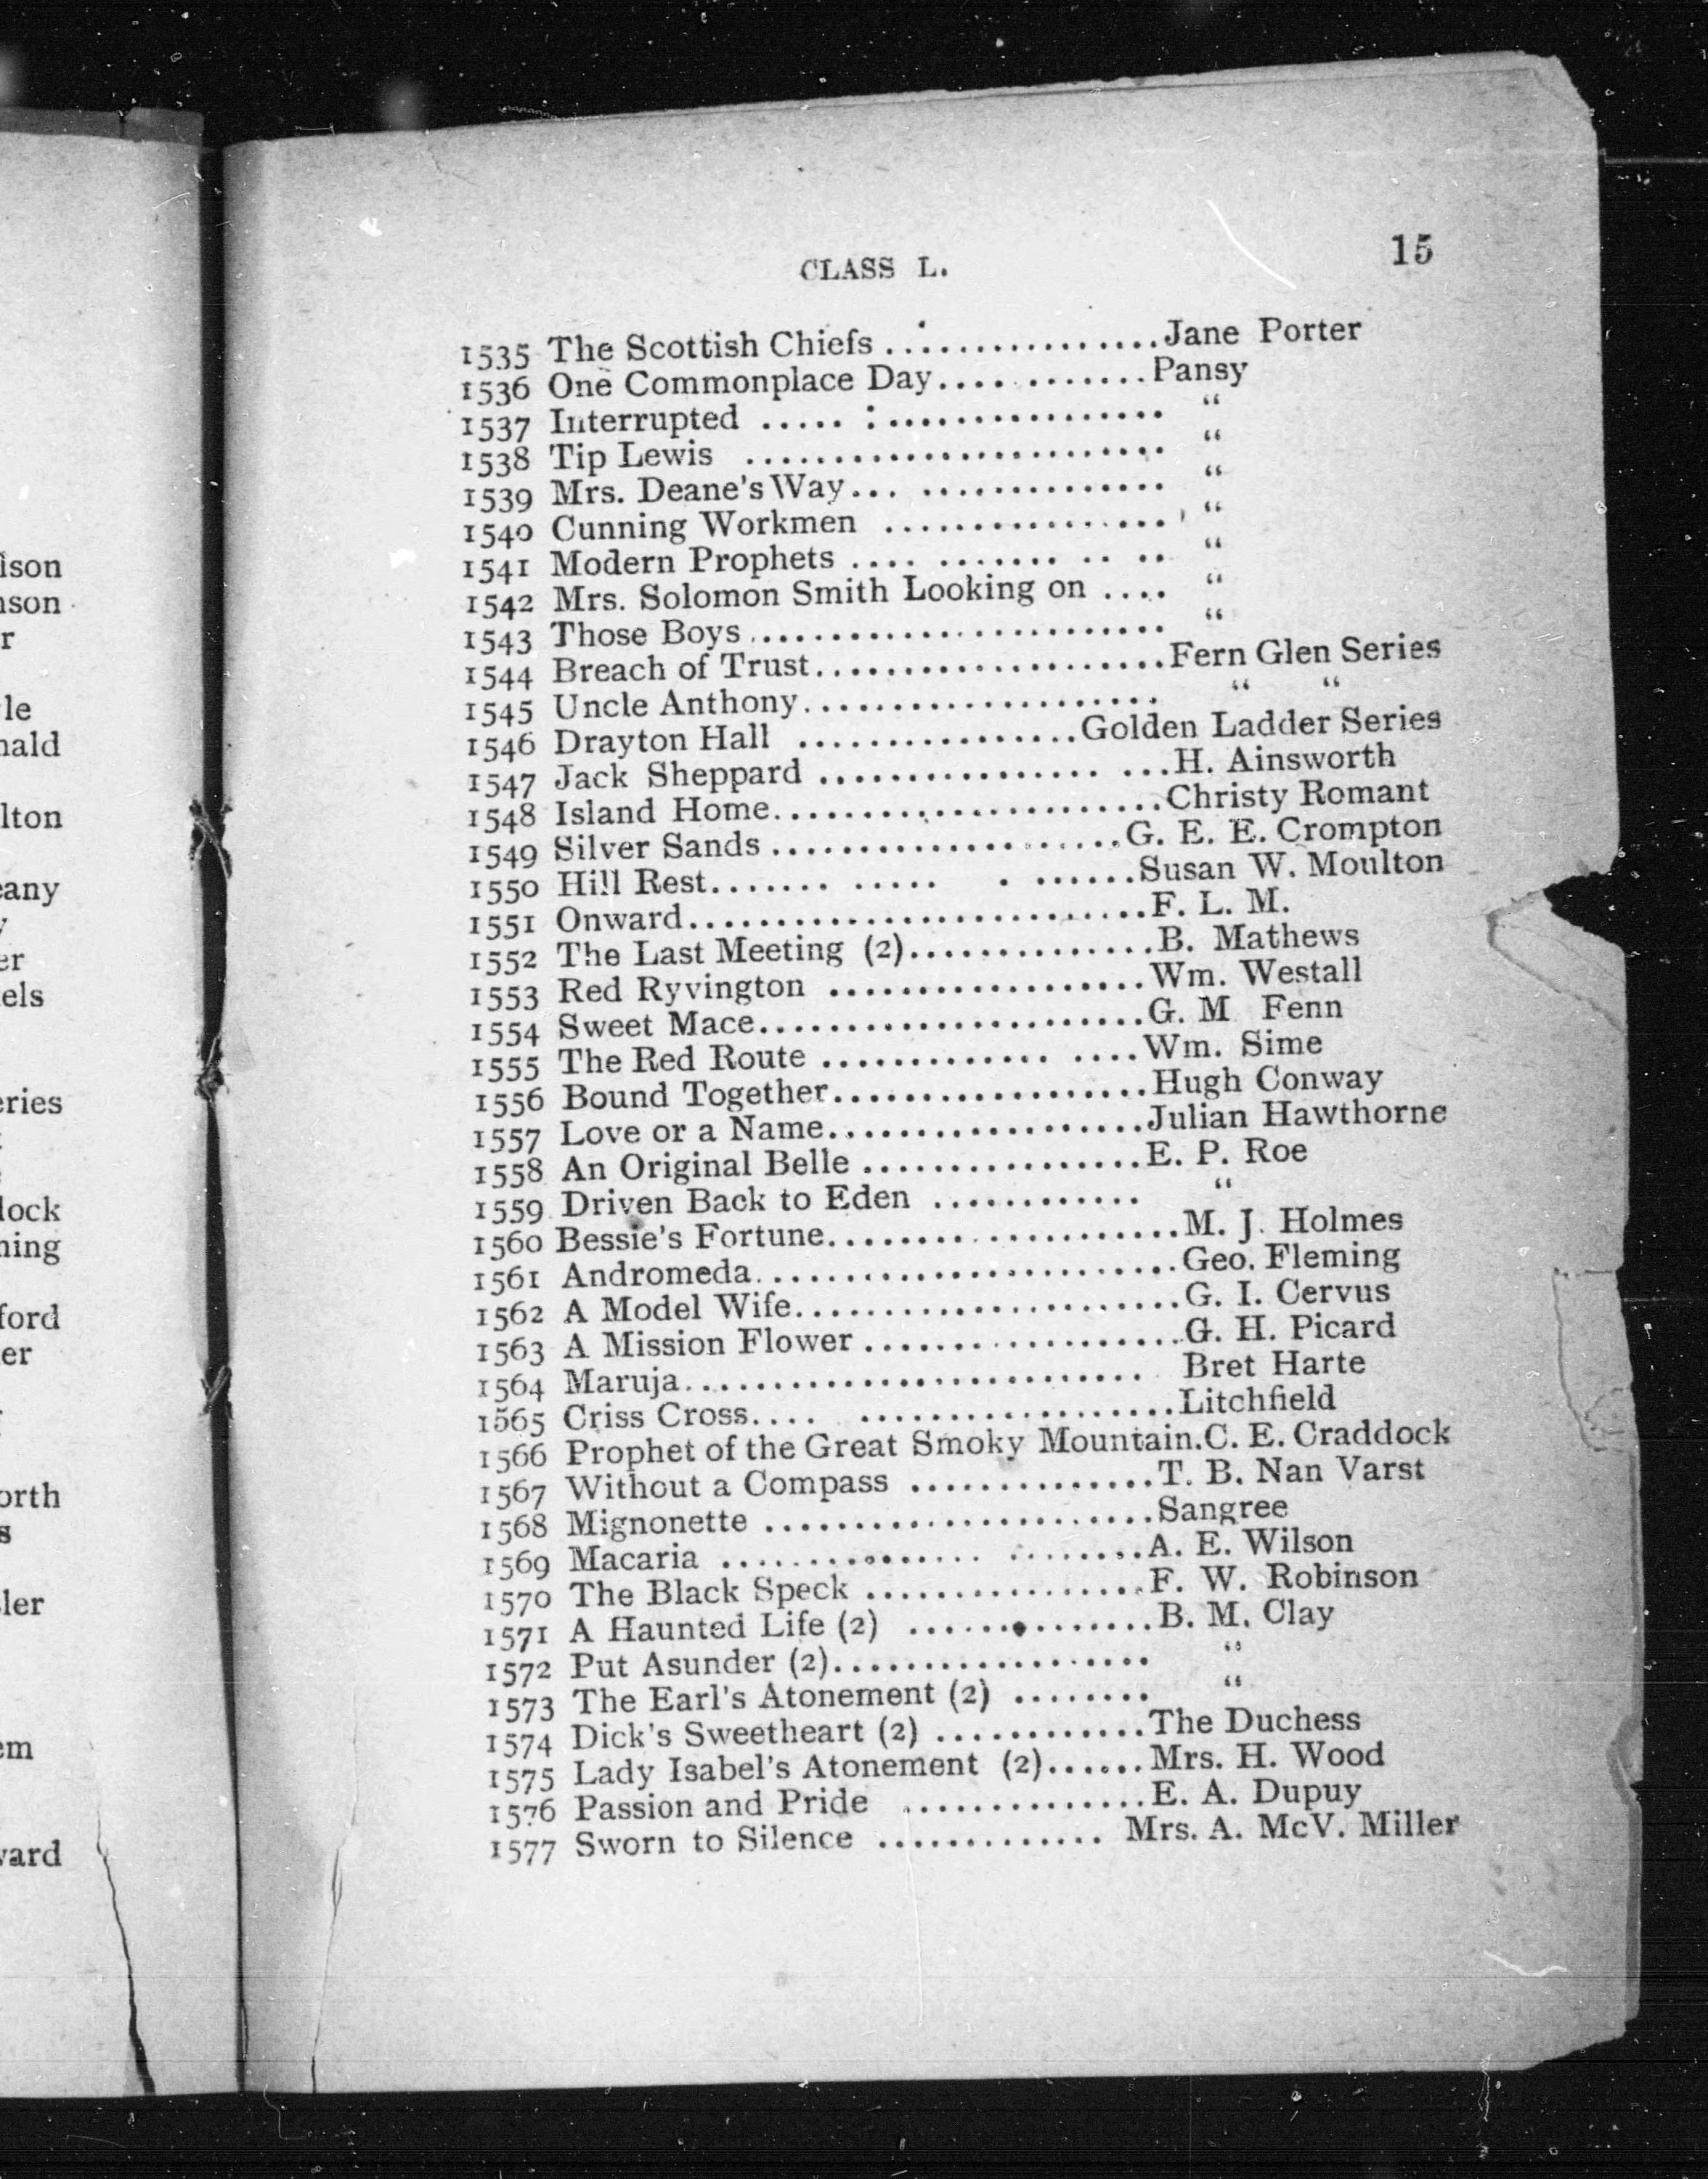 CLASS L.
15
1535 The Scottish Chiefs ................Jane Porter
1536 One Commonplace Day............Pansy
1537 Interrupted ..................... “
1538 Tip Lewis ........................ “
1539 Mrs. Deane's Way... .............. “
1540 Cunning Workmen ................ “
1541 Modern Prophets .... ....... .. .. “
1542 Mrs. Solomon Smith Looking on .... “
1543 Those Boys........................ “
1544 Breach of Trust....................Fern Glen Series
1545 Uncle Anthony.................... “ “
1546 Drayton Hall ................Golden Ladder Series
1547 Jack Sheppard ................ ...H. Ainsworth
1548 Island Home......................Christy Romant
1549 Silver Sands ....................G. E. E. Crompton
1550 Hill Rest....... ..... . ......Susan W. Moulton
1551 Onward..........................F. L. M.
1552 The Last Meeting (2)..............B. Mathews
1553 Red Ryvington ..................Wm. Westall
1554 Sweet Mace......................G. M Fenn
1555 The Red Route ............. ....Wm. Sime
1556 Bound Together..................Hugh Conway
1557 Love or a Name..................Julian Hawthorne
1558 An Original Belle ................E. P. Roe
1559 Driven Back to Eden ............ “
1560 Bessie's Fortune....................M. J. Holmes
1561 Andromeda........................Geo. Fleming
1562 A Model Wife......................G. I. Cervus
1563 A Mission Flower ..................G. H. Picard
1564 Maruja.......................... Bret Harte
1565 Criss Cross.... ..................Litchfield
1566 Prophet of the Great Smoky Mountain.C. E. Craddock
1567 Without a Compass ..............T. B. Nan Varst
1568 Mignonette ......................Sangree
1569 Macaria ............... ........A. E. Wilson
1570 The Black Speck ................F. W. Robinson
1571 A Haunted Life (2) ..............B. M. Clay
1572 Put Asunder (2).................. “
1573 The Earl's Atonement (2) ........ “
1574 Dick's Sweetheart (2) ............The Duchess
1575 Lady Isabel's Atonement (2)......Mrs. H. Wood
1576 Passion and Pride ..............E. A. Dupuy
1577 Sworn to Silence ............. Mrs. A. McV. Miller